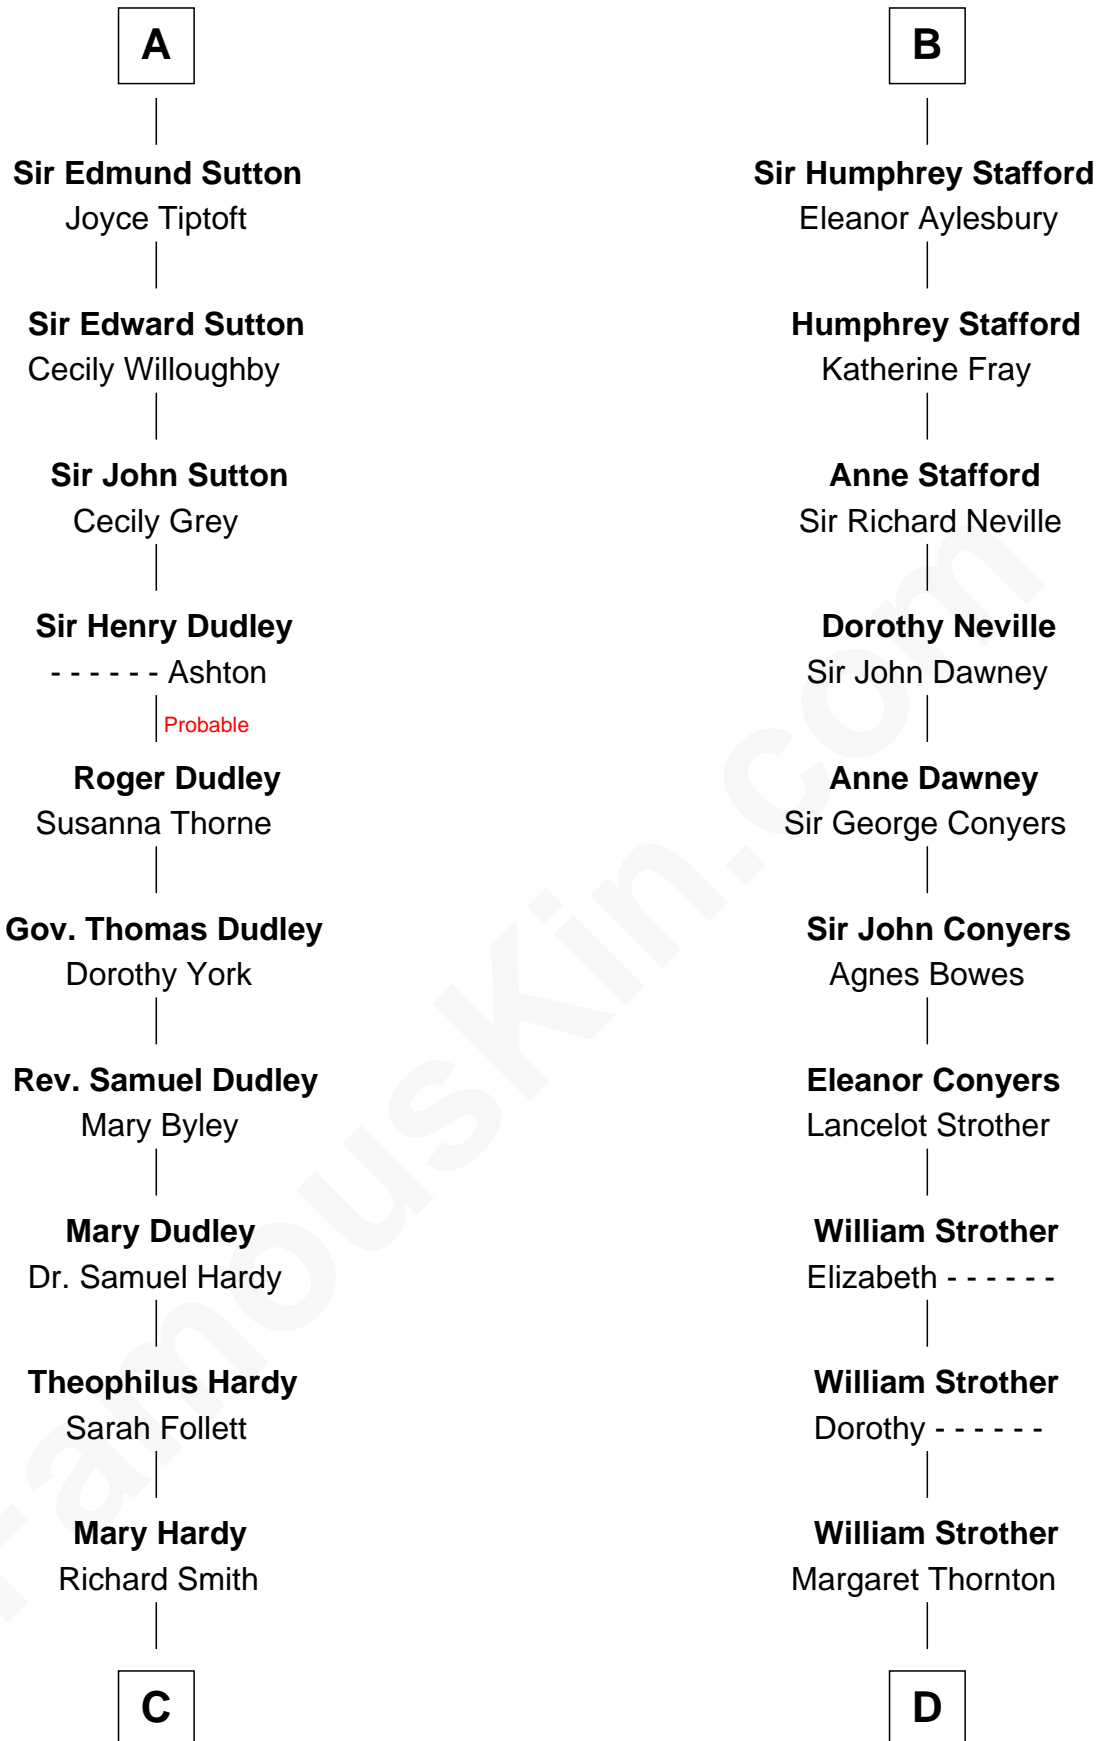 A
Sir Edmund Sutton
Joyce Tiptoft
Sir Edward Sutton
Cecily Willoughby
Sir John Sutton
Cecily Grey
Sir Henry Dudley
- - - - - - Ashton
Probable
Roger Dudley
Susanna Thorne
Gov. Thomas Dudley
Dorothy York
Rev. Samuel Dudley
Mary Byley
Mary Dudley
Dr. Samuel Hardy
Theophilus Hardy
Sarah Follett
Mary Hardy
Richard Smith
C
B
Sir Humphrey Stafford
Eleanor Aylesbury
Humphrey Stafford
Katherine Fray
Anne Stafford
Sir Richard Neville
Dorothy Neville
Sir John Dawney
Anne Dawney
Sir George Conyers
Sir John Conyers
Agnes Bowes
Eleanor Conyers
Lancelot Strother
William Strother
Elizabeth - - - - - -
William Strother
Dorothy - - - - - -
William Strother
Margaret Thornton
D
FamousKin.com